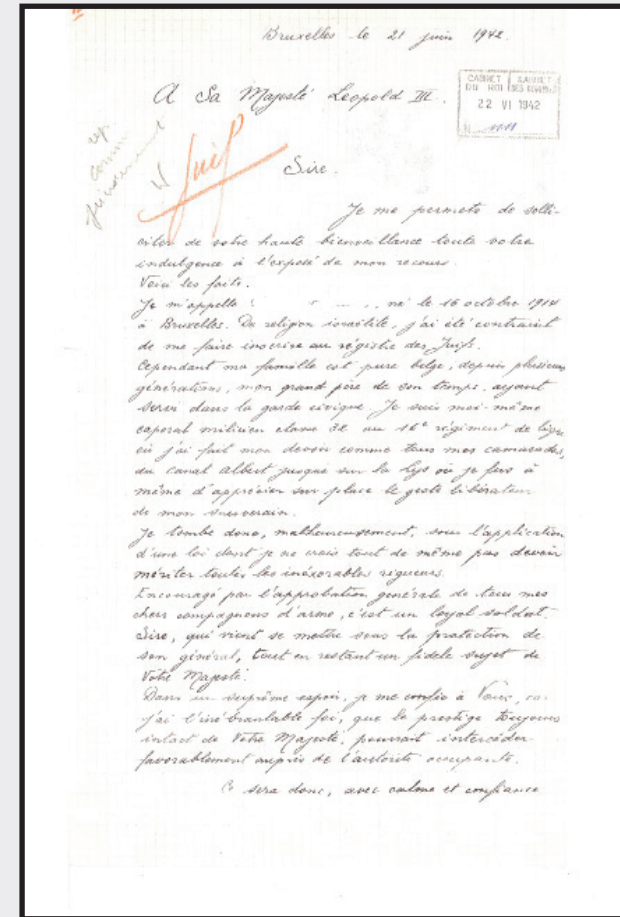 Bruxelles le 21 juin 1942.
CABINET DU ROI
22 VI 1942
N
A Sa Majesté Léopold III.
Juif
Sire.
Je me permets de solli-
citer de votre haute bienveillance toute votre
indulgence à l'exposé de mon recours.
Voici les faits.
Je m'appelle : né le 16 octobre 1914
à Bruxelles. De religion israélite, j'ai été contraint
de me faire inscrire au régistre des Juifs.
Cependant ma famille est pure belge, depuis plusieurs
générations, mon grand père de son temps, ayant
servi dans la garde civique. Je suis moi-même
caporal milicien classe 3E au 16e régiment de ligne
où j'ai fait mon devoir comme tous mes camarades,
du canal Albert jusque sur la Lys où je fus à
même d'apprécier sur place le geste libérateur
de mon suverain.
Je tombe donc, malheureusement, sous l'application
d'une loi dont je ne crois tout de même pas devoir
mériter toutes les inéxorables rigueurs.
Encouragé par l'approbation générale de tous mes
chers compagnons d'arme, c'est un loyal soldat.
Sire, qui vient se mettre sous la protection de
son général, tout en restant un fidèle sujet de
Votre Majesté.
Dans un suprême espoir, je me confie à Vous, car
j'ai l'inébranlable foi, que le prestige toujours
intact de Votre Majesté, pourrait intercéder
favorablement auprès de l'autorité occupante.
Ce sera donc, avec calme et confiance